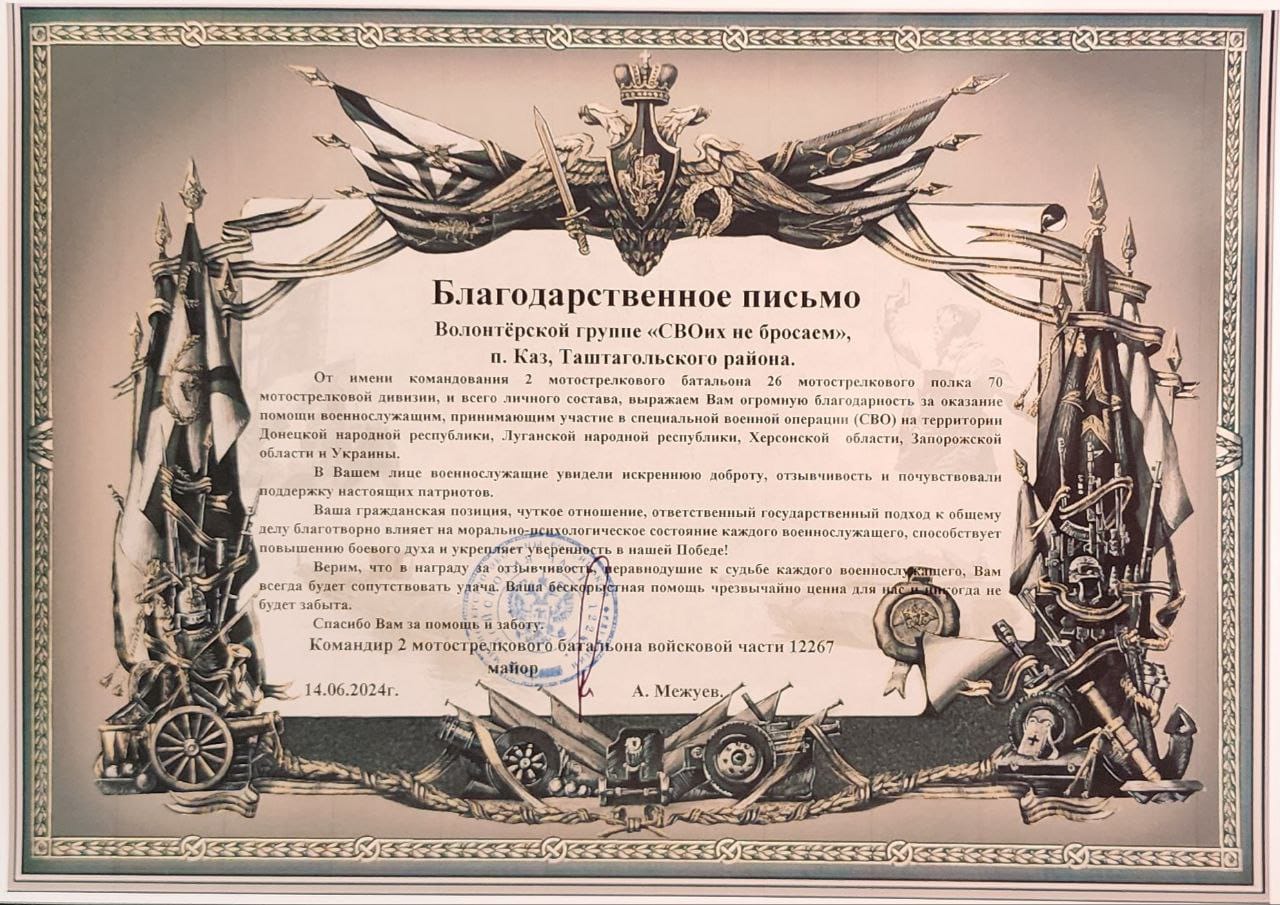 Благодарственное письмо
Волонтёрской группе «СВОих не бросаем»,
п. Каз, Таштагольского района.
От имени командования 2 мотострелкового батальона 26 мотострелкового полка 70
мотострелковой дивизии, и всего личного состава, выражаем Вам огромную благодарность за оказание
помощи военнослужащим, принимающим участие в специальной военной операции (СВО) на территории
Донецкой народной республики, Луганской народной республики, Херсонской области, Запорожской
области и Украины.
В Вашем лице военнослужащие увидели искреннюю доброту, отзывчивость и почувствовали
поддержку настоящих патриотов.
Ваша гражданская позиция, чуткое отношение, ответственный государственный подход к общему
делу благотворно влияет на морально-психологическое состояние каждого военнослужащего, способствует
повышению боевого духа и укрепляет уверенность в нашей Победе!
Верим, что в награду за отзывчивость, неравнодушие к судьбе каждого военнослужащего, Вам
всегда будет сопутствовать удача. Ваша бескорыстная помощь чрезвычайно ценна для нас и никогда не
будет забыта.
Спасибо Вам за помощь и заботу.
Командир 2 мотострелкового батальона войсковой части 12267
майор
14.06.2024г. А. Межуев.